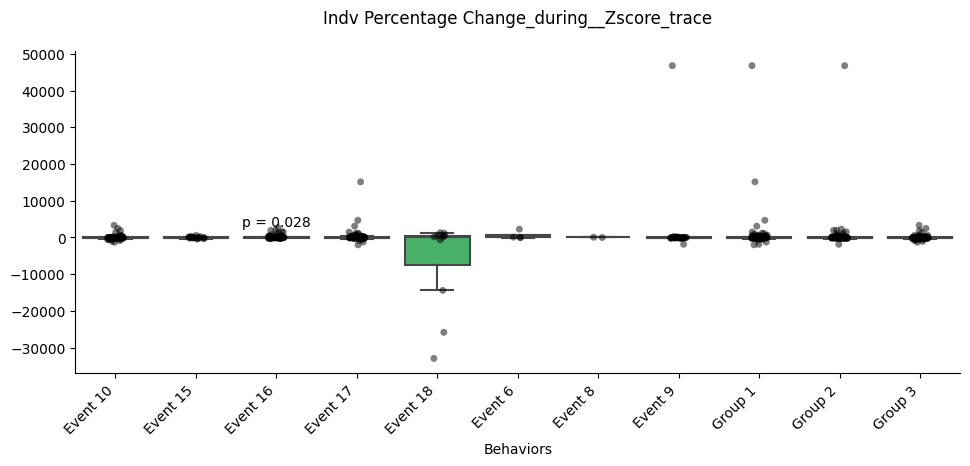 Indv Percentage Change_during__Zscore_trace
50000
40000
30000
20000
10000
0
−10000
−20000
−30000
p = 0.028
Event 10
Event 15
Event 16
Event 17
Event 18
Event 6
Event 8
Event 9
Group 1
Group 2
Group 3
Behaviors